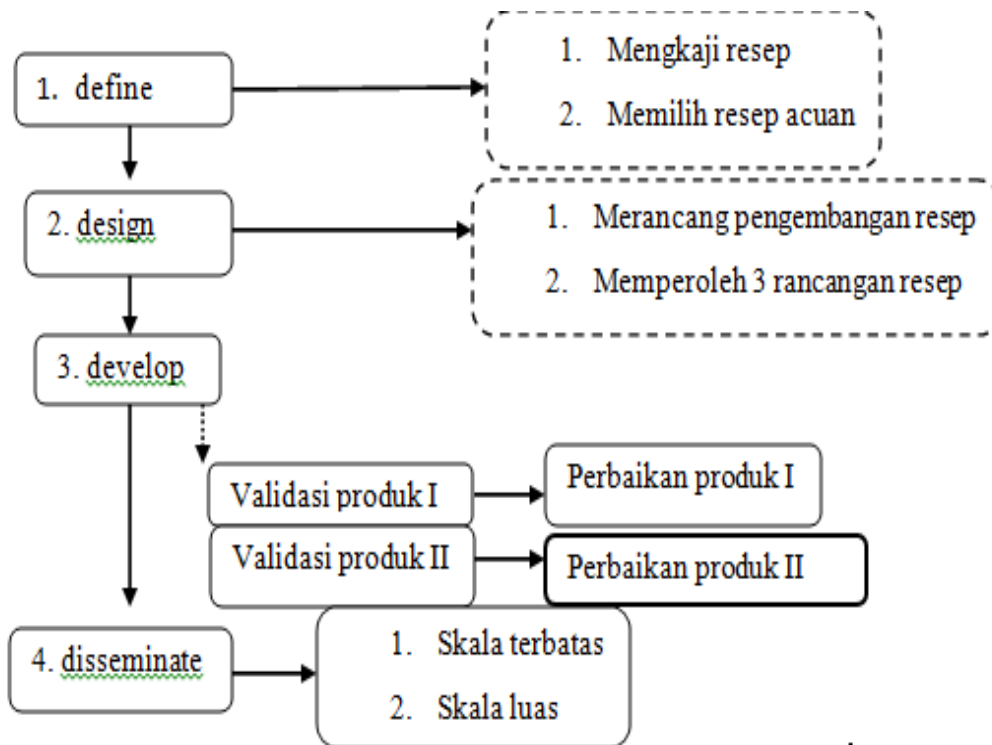 1. define
1. Mengkaji resep
2. Memilih resep acuan
2. design
1. Merancang pengembangan resep
2. Memperoleh 3 rancangan resep
3. develop
Validasi produk I
Perbaikan produk I
Validasi produk II
Perbaikan produk II
4. disseminate
1. Skala terbatas
2. Skala luas